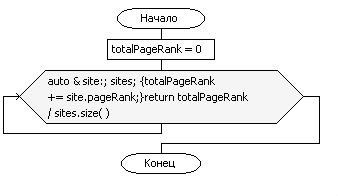 Начало
totalPageRank = 0
auto & site:; sites; {totalPageRank
+= site.pageRank;}return totalPageRank
/ sites.size( )
Конец